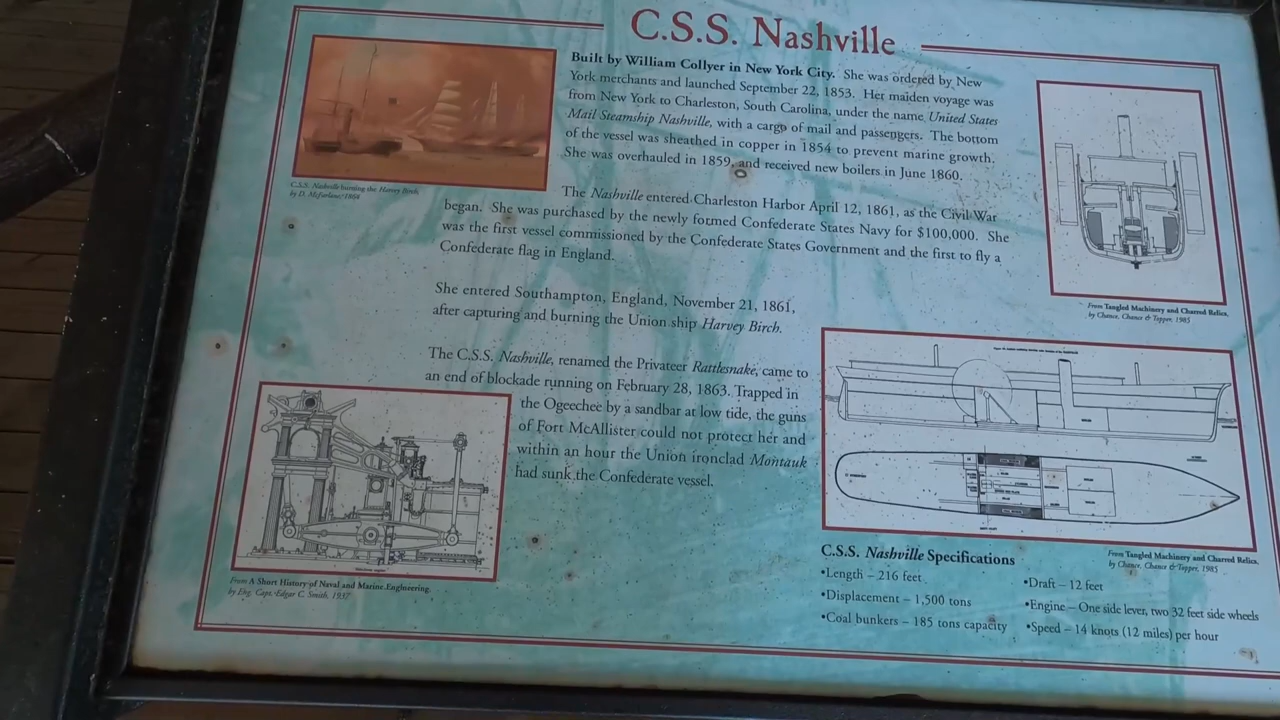 C.S.S. Nashville
Built by William Collyer in New York City. She was ordered by New
York merchants and launched September 22, 1853. Her maiden voyage was
from New York to Charleston, South Carolina, under the name United States
Mail Steamship Nashville, with a cargo of mail and passengers. The bottom
of the vessel was sheathed in copper in 1854 to prevent marine growth.
She was overhauled in 1859, and received new boilers in June 1860.
C.S.S. Nashville burning the Harvey Birch,
by D. McFarlane, 1864
The Nashville entered Charleston Harbor April 12, 1861, as the Civil War
began. She was purchased by the newly formed Confederate States Navy for $100,000. She
was the first vessel commissioned by the Confederate States Government and the first to fly a
Confederate flag in England.
She entered Southampton, England, November 21, 1861,
after capturing and burning the Union ship Harvey Birch.
From Tangled Machinery and Charred Relics,
by Chance, Chance & Topper, 1985
The C.S.S. Nashville, renamed the Privateer Rattlesnake, came to
an end of blockade running on February 28, 1863. Trapped in
the Ogeechee by a sandbar at low tide, the guns
of Fort McAllister could not protect her and
within an hour the Union ironclad Montauk
had sunk the Confederate vessel.
From A Short History of Naval and Marine Engineering,
by Eng. Capt. Edgar C. Smith, 1937
From Tangled Machinery and Charred Relics,
by Chance, Chance & Topper, 1985
C.S.S. Nashville Specifications
•Length – 216 feet
•Displacement – 1,500 tons
•Coal bunkers – 185 tons capacity
•Draft – 12 feet
•Engine – One side lever, two 32 feet side wheels
•Speed – 14 knots (12 miles) per hour